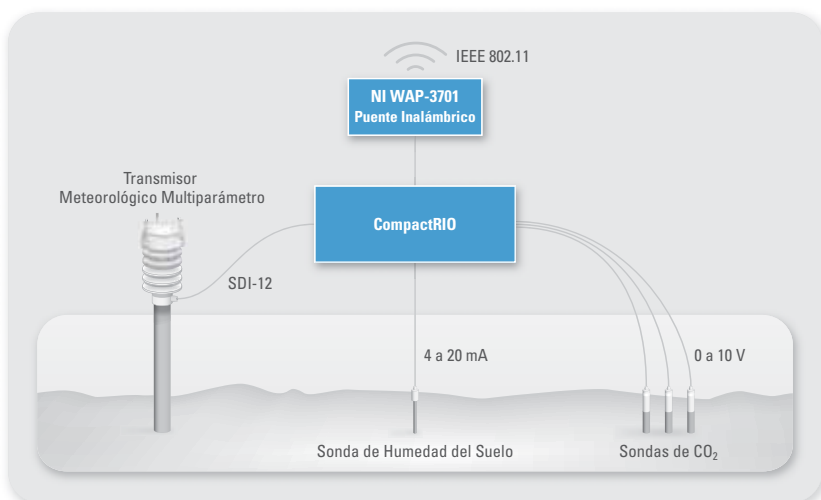 IEEE 802.11
NI WAP-3701
Puente Inalámbrico
Transmisor
Meteorológico Multiparámetro
CompactRIO
SDI-12
4 a 20 mA
0 a 10 V
Sonda de Humedad del Suelo
Sondas de CO₂